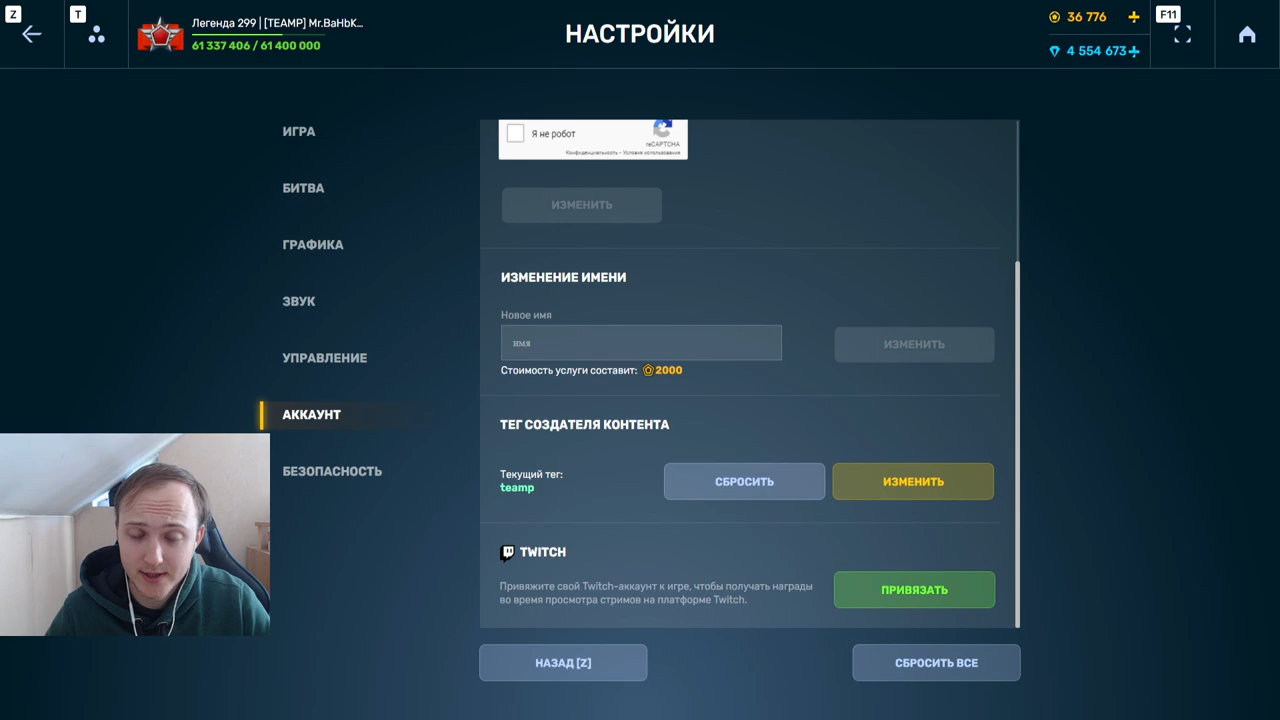 Z
T
Легенда 299 | [TEAMP] Mr.BaHbK...
61 337 406 / 61 400 000
НАСТРОЙКИ
36 776
4 554 673
F11
ИГРА
БИТВА
ГРАФИКА
ЗВУК
УПРАВЛЕНИЕ
АККАУНТ
БЕЗОПАСНОСТЬ
Я не робот
reCAPTCHA
Конфиденциальность - Условия использования
ИЗМЕНИТЬ
ИЗМЕНЕНИЕ ИМЕНИ
Новое имя
имя
ИЗМЕНИТЬ
Стоимость услуги составит: 2000
ТЕГ СОЗДАТЕЛЯ КОНТЕНТА
Текущий тег:
teamp
СБРОСИТЬ
ИЗМЕНИТЬ
TWITCH
Привяжите свой Twitch-аккаунт к игре, чтобы получать награды
во время просмотра стримов на платформе Twitch.
ПРИВЯЗАТЬ
НАЗАД [Z]
СБРОСИТЬ ВСЕ